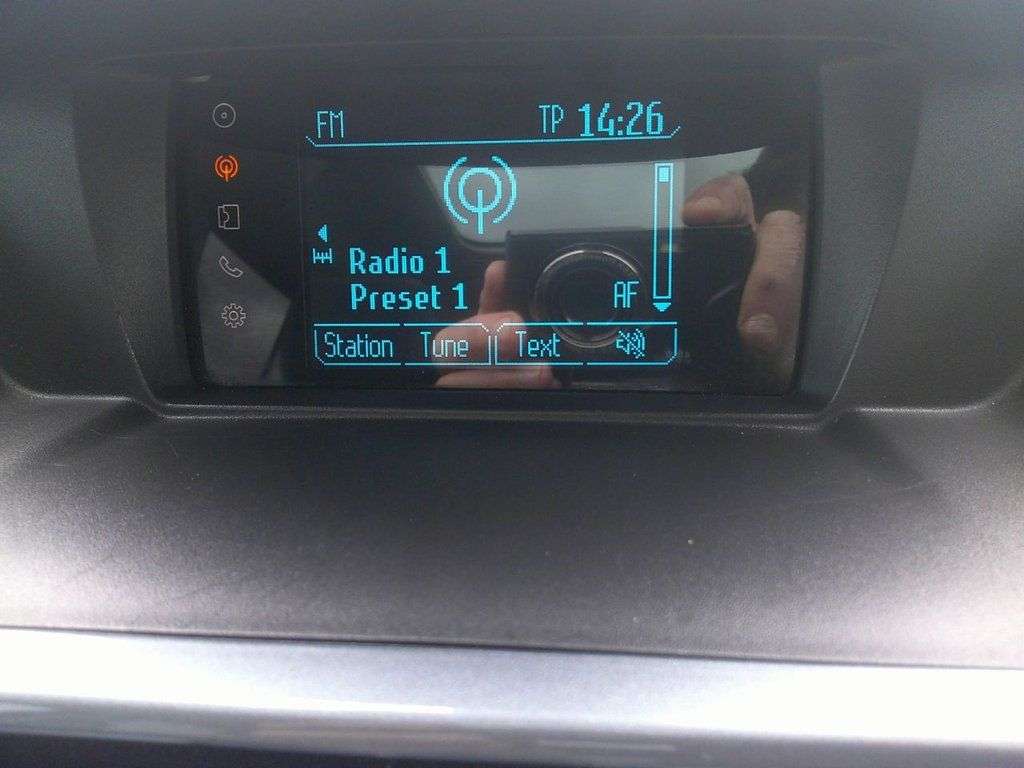 FM TP 14:26
Radio 1
Preset 1
AF
Station Tune Text